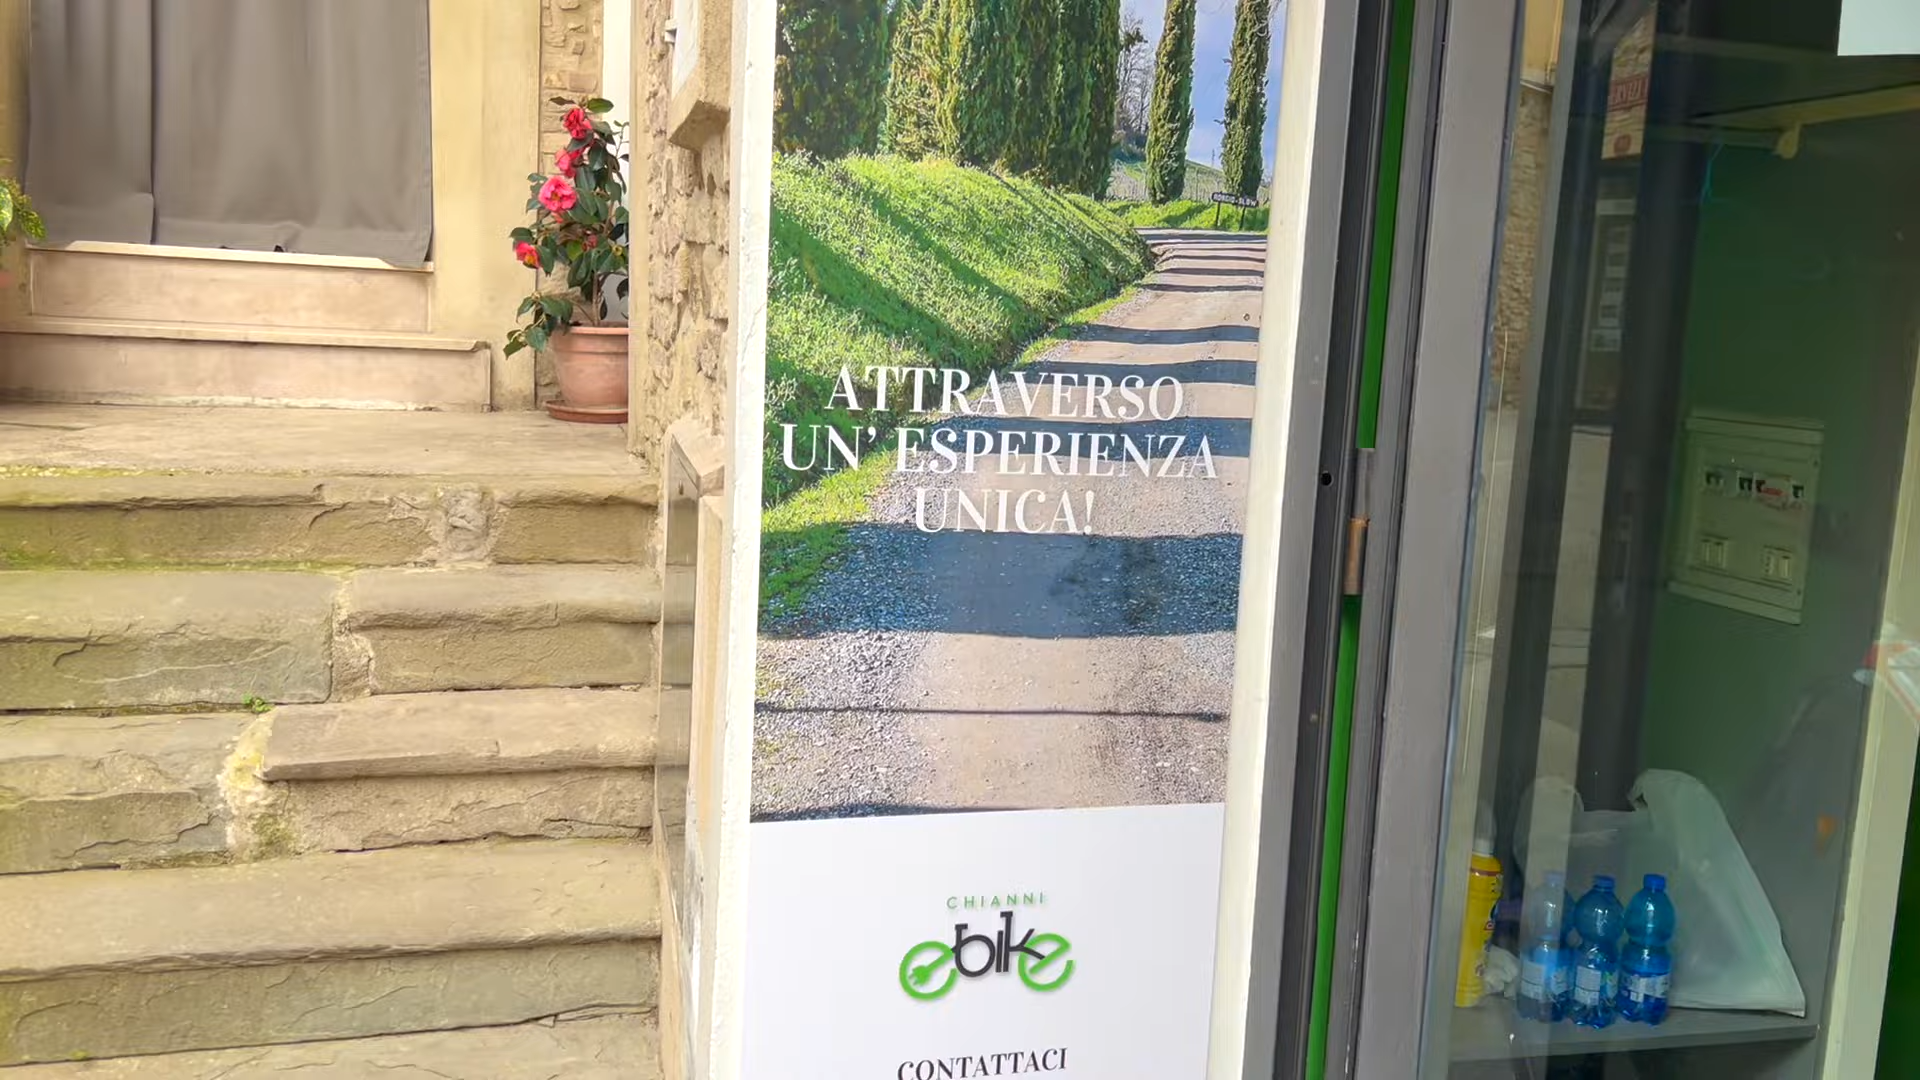 ATTRAVERSO
UN' ESPERIENZA
UNICA!
CHIANNI
ebike
CONTATTACI